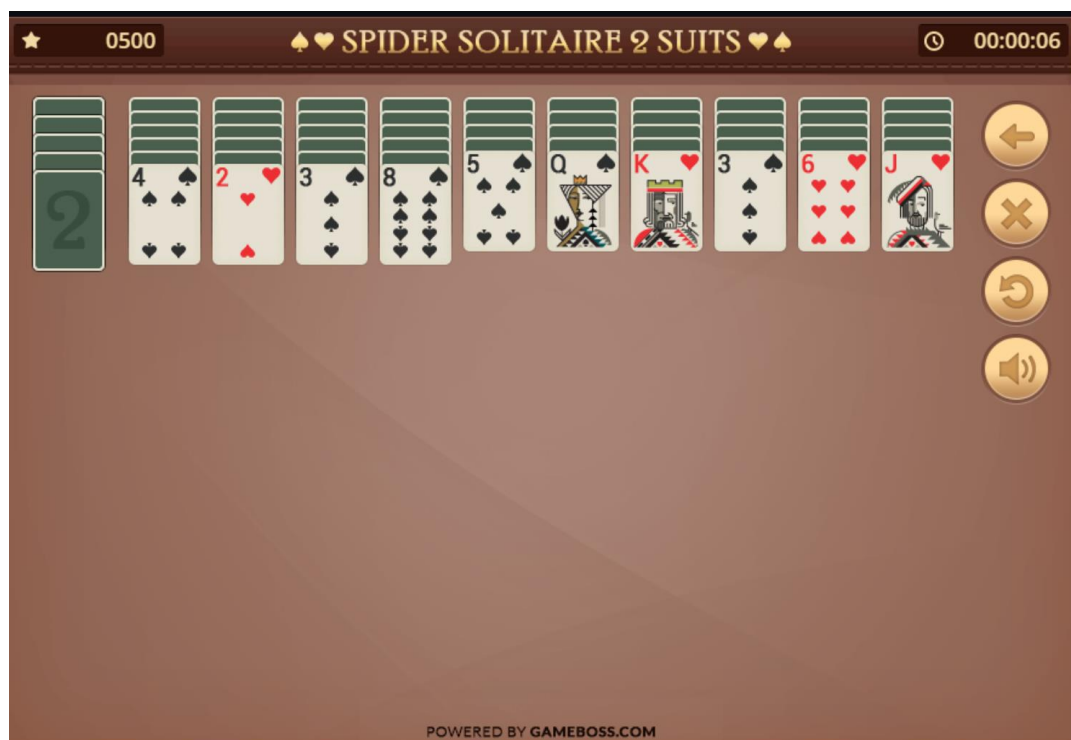 0500
♠♥ SPIDER SOLITAIRE 2 SUITS ♥♠
00:00:06
2
4 2 3 8 5 Q K 3 6 J
POWERED BY GAMEBOSS.COM